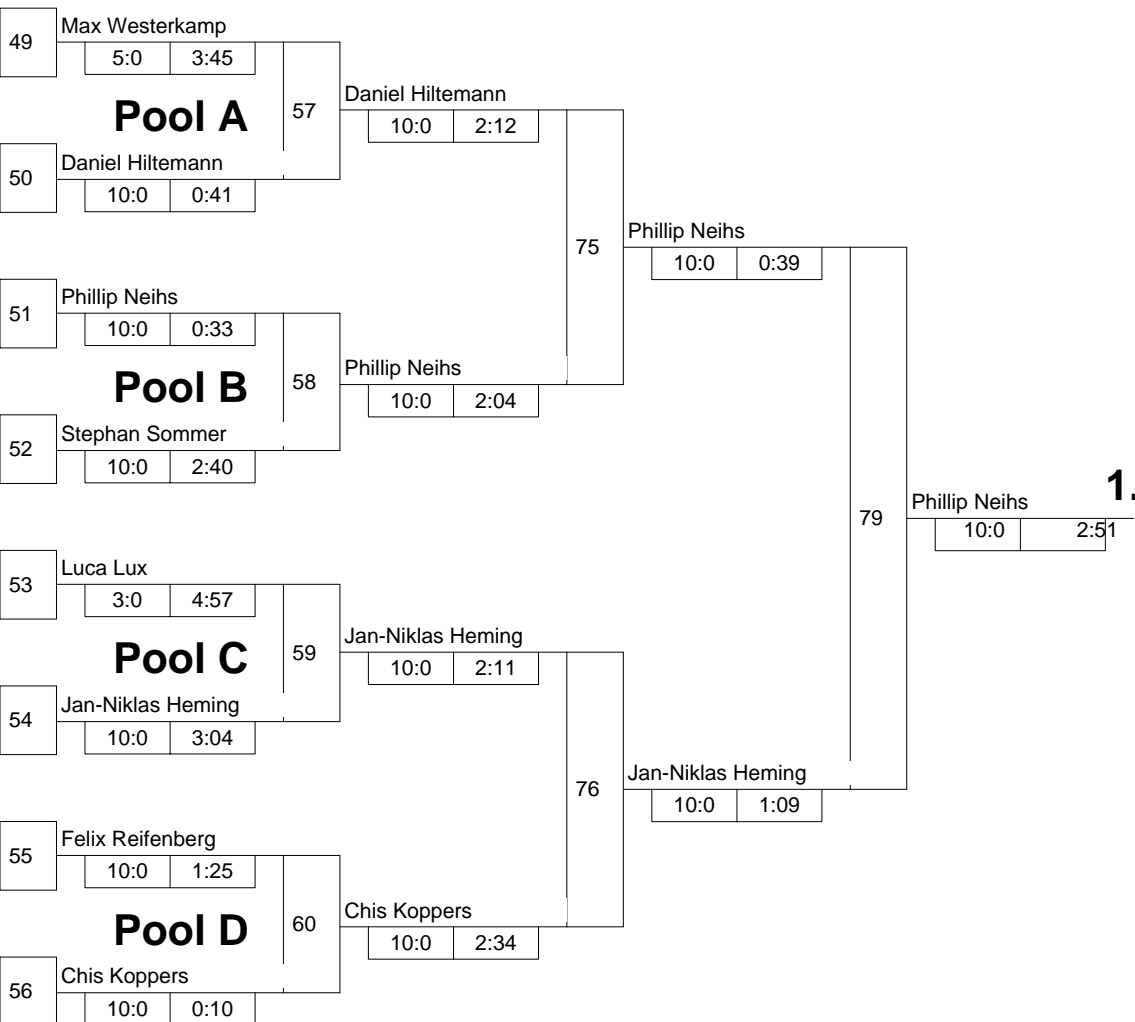 49
Max Westerkamp
5:0 3:45
Pool A
57
Daniel Hiltemann
10:0 2:12
50
Daniel Hiltemann
10:0 0:41
75
Phillip Neihs
10:0 0:39
51
Phillip Neihs
10:0 0:33
Pool B
58
Phillip Neihs
10:0 2:04
52
Stephan Sommer
10:0 2:40
79
Phillip Neihs
1.
10:0 2:51
53
Luca Lux
3:0 4:57
Pool C
59
Jan-Niklas Heming
10:0 2:11
54
Jan-Niklas Heming
10:0 3:04
76
Jan-Niklas Heming
10:0 1:09
55
Felix Reifenberg
10:0 1:25
Pool D
60
Chis Koppers
10:0 2:34
56
Chis Koppers
10:0 0:10